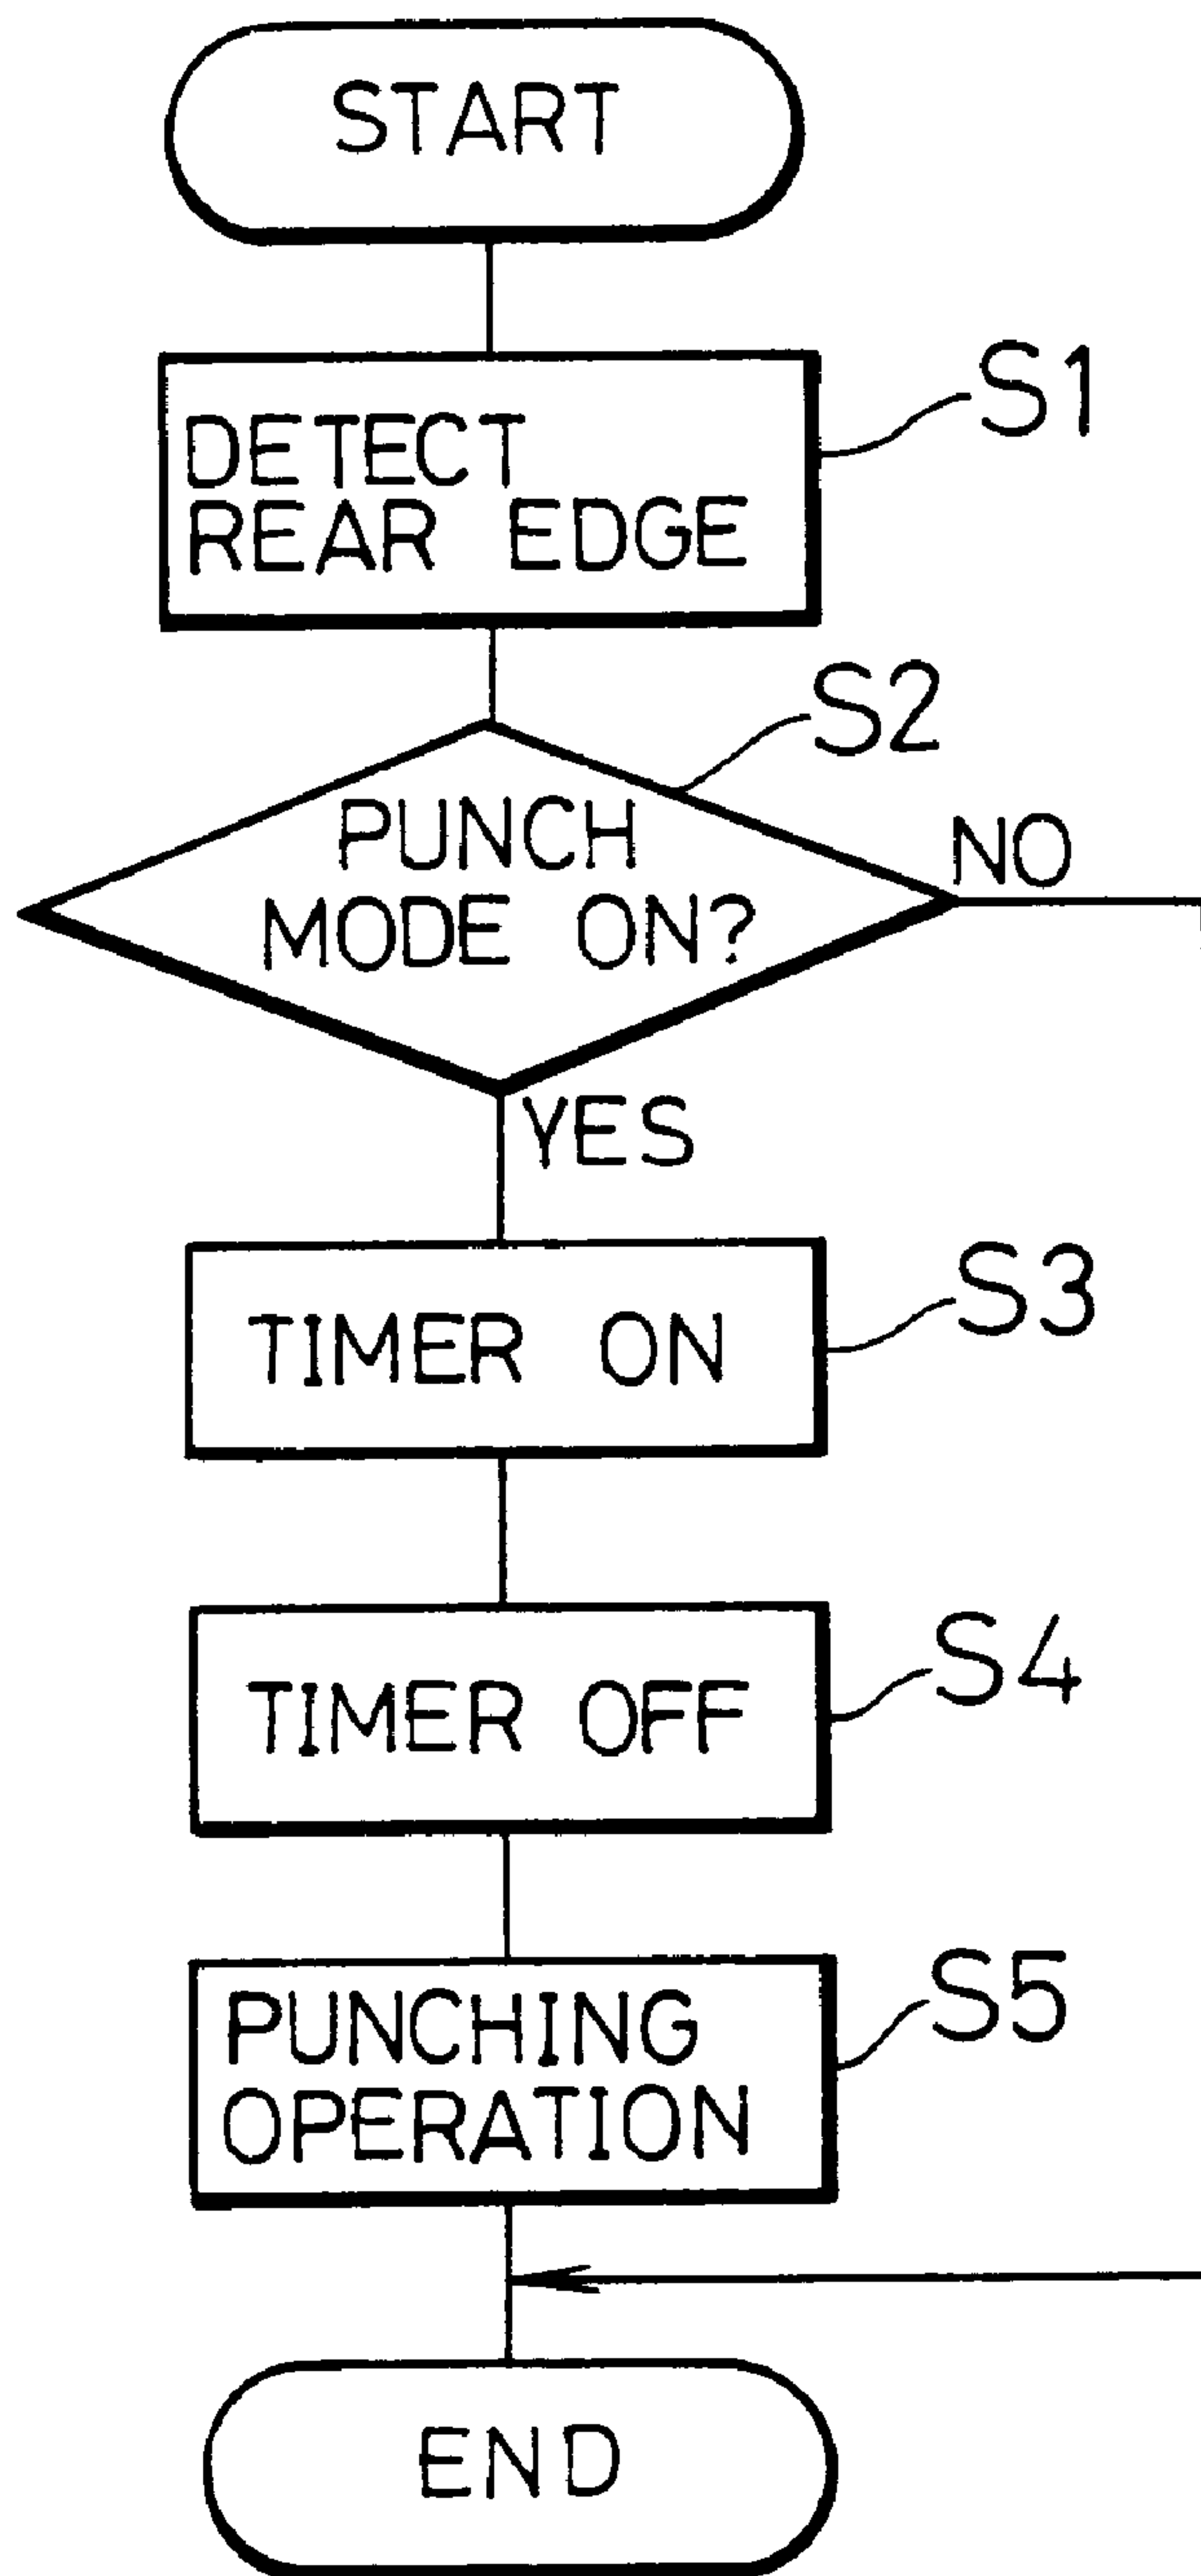 START
DETECT
REAR EDGE
S1
PUNCH
MODE ON?
S2
NO
YES
TIMER ON
S3
TIMER OFF
S4
PUNCHING
OPERATION
S5
END